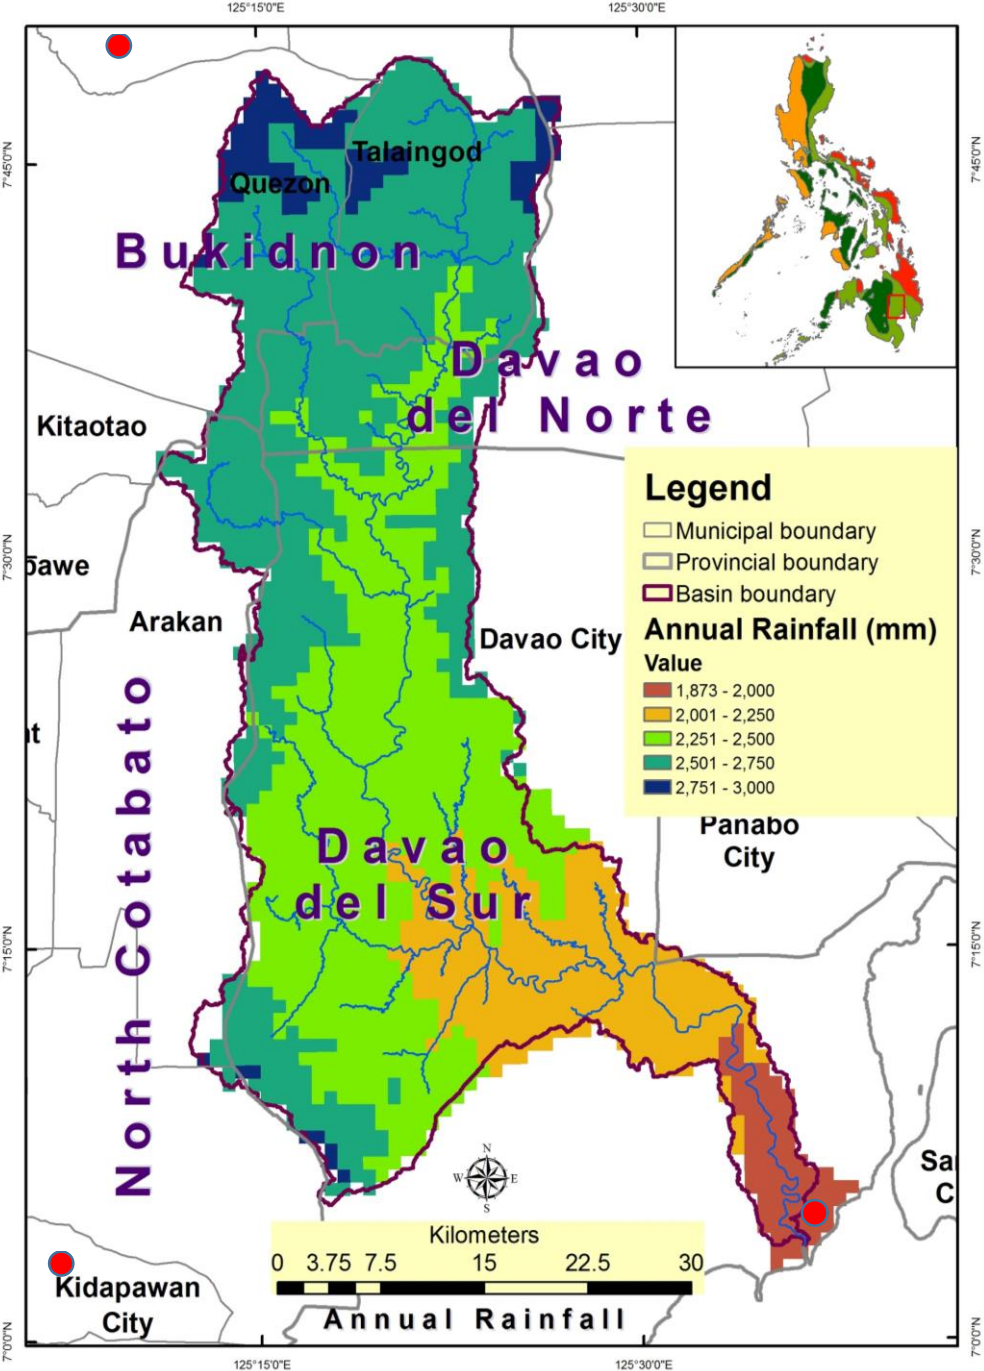 125°15'0"E
125°30'0"E
7°45'0"N
7°45'0"N
Talaingod
Quezon
Bukidnon
Davao
del Norte
Kitaotao
Legend
Municipal boundary
Provincial boundary
Basin boundary
Annual Rainfall (mm)
Value
1,873 - 2,000
2,001 - 2,250
2,251 - 2,500
2,501 - 2,750
2,751 - 3,000
7°30'0"N
7°30'0"N
Arakan
Davao City
North Cotabato
Panabo
City
Davao
del Sur
7°15'0"N
7°15'0"N
N
W
E
S
Sa
C
Kilometers
0 3.75 7.5 15 22.5 30
Annual Rainfall
Kidapawan
City
7°0'0"N
7°0'0"N
125°15'0"E
125°30'0"E